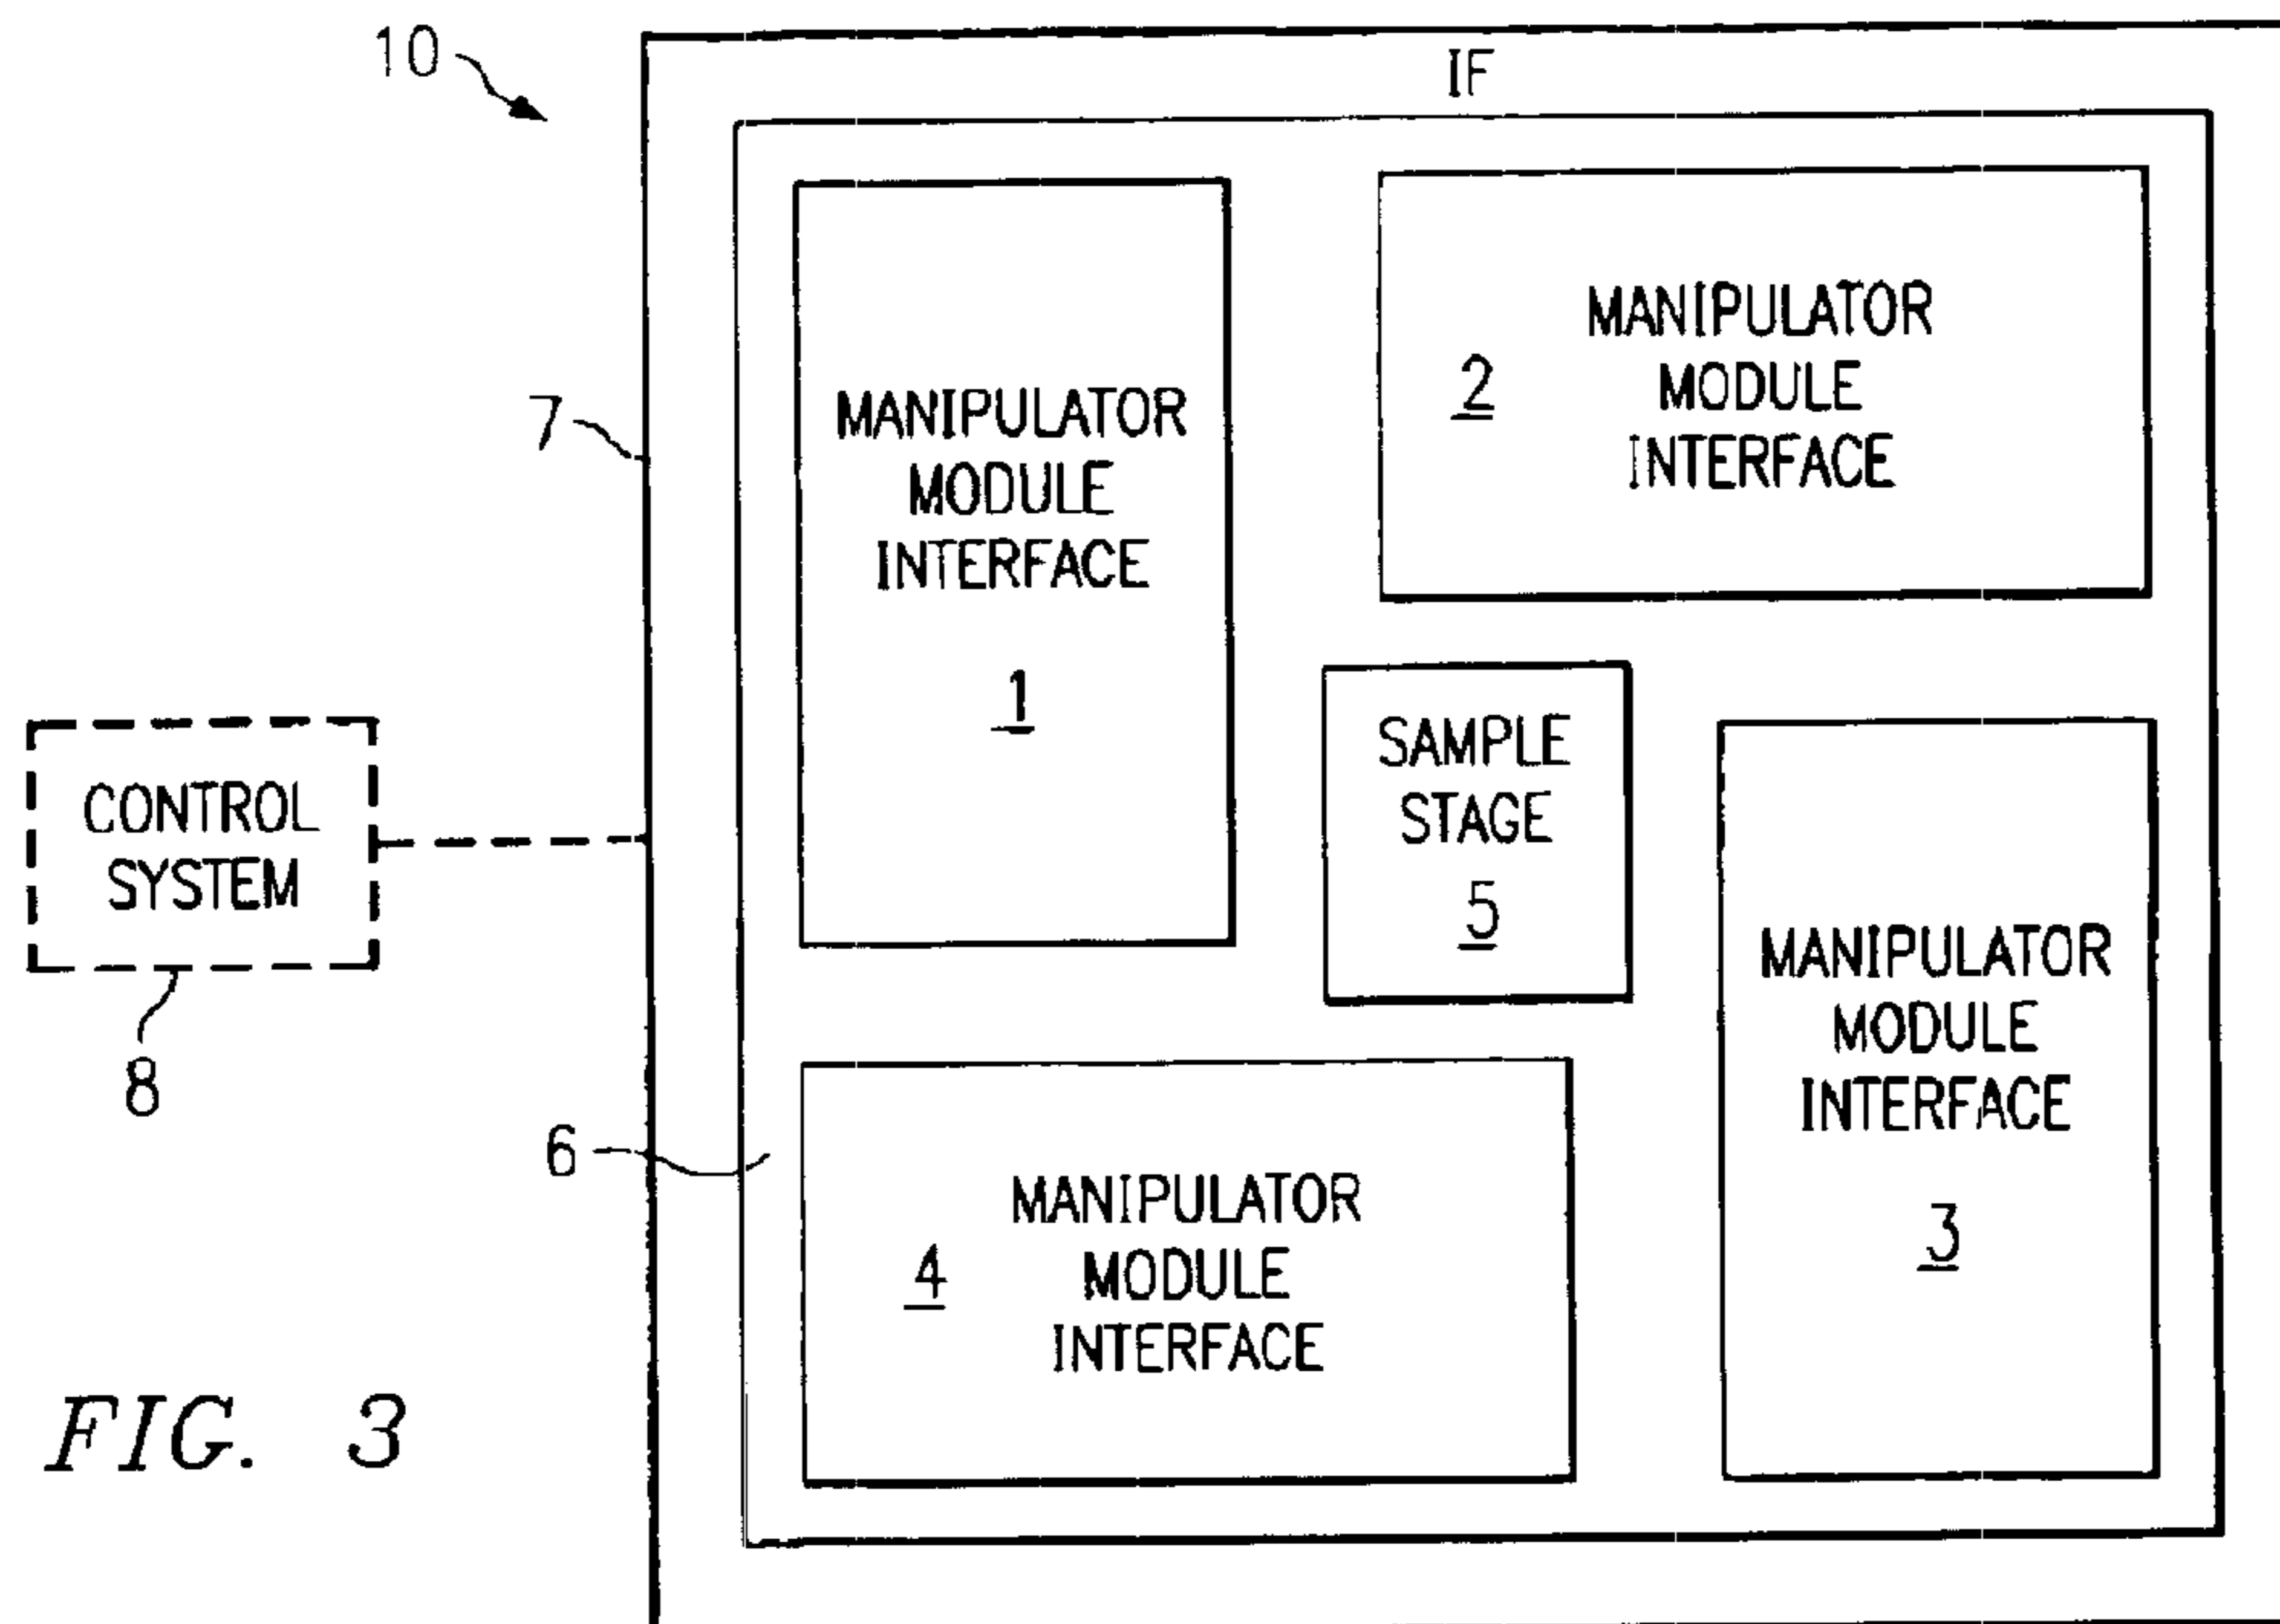 10
IF
MANIPULATOR
MODULE
INTERFACE
1
MANIPULATOR
2
MODULE
INTERFACE
7
SAMPLE
STAGE
5
CONTROL
SYSTEM
8
MANIPULATOR
MODULE
INTERFACE
3
6
MANIPULATOR
4
MODULE
INTERFACE
FIG. 3